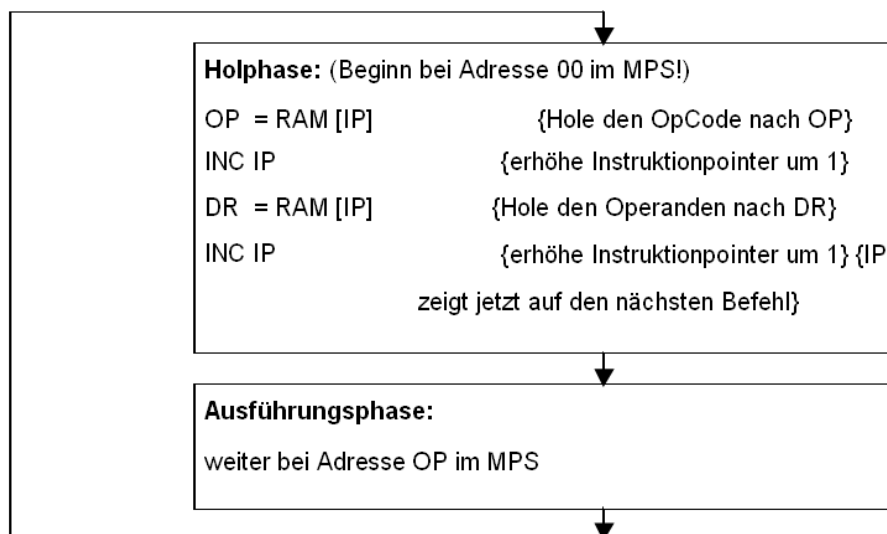 Holphase: (Beginn bei Adresse 00 im MPS!)
OP = RAM [IP] {Hole den OpCode nach OP}
INC IP {erhöhe Instruktionpointer um 1}
DR = RAM [IP] {Hole den Operanden nach DR}
INC IP {erhöhe Instruktionpointer um 1} {IP
zeigt jetzt auf den nächsten Befehl}
Ausführungsphase:
weiter bei Adresse OP im MPS